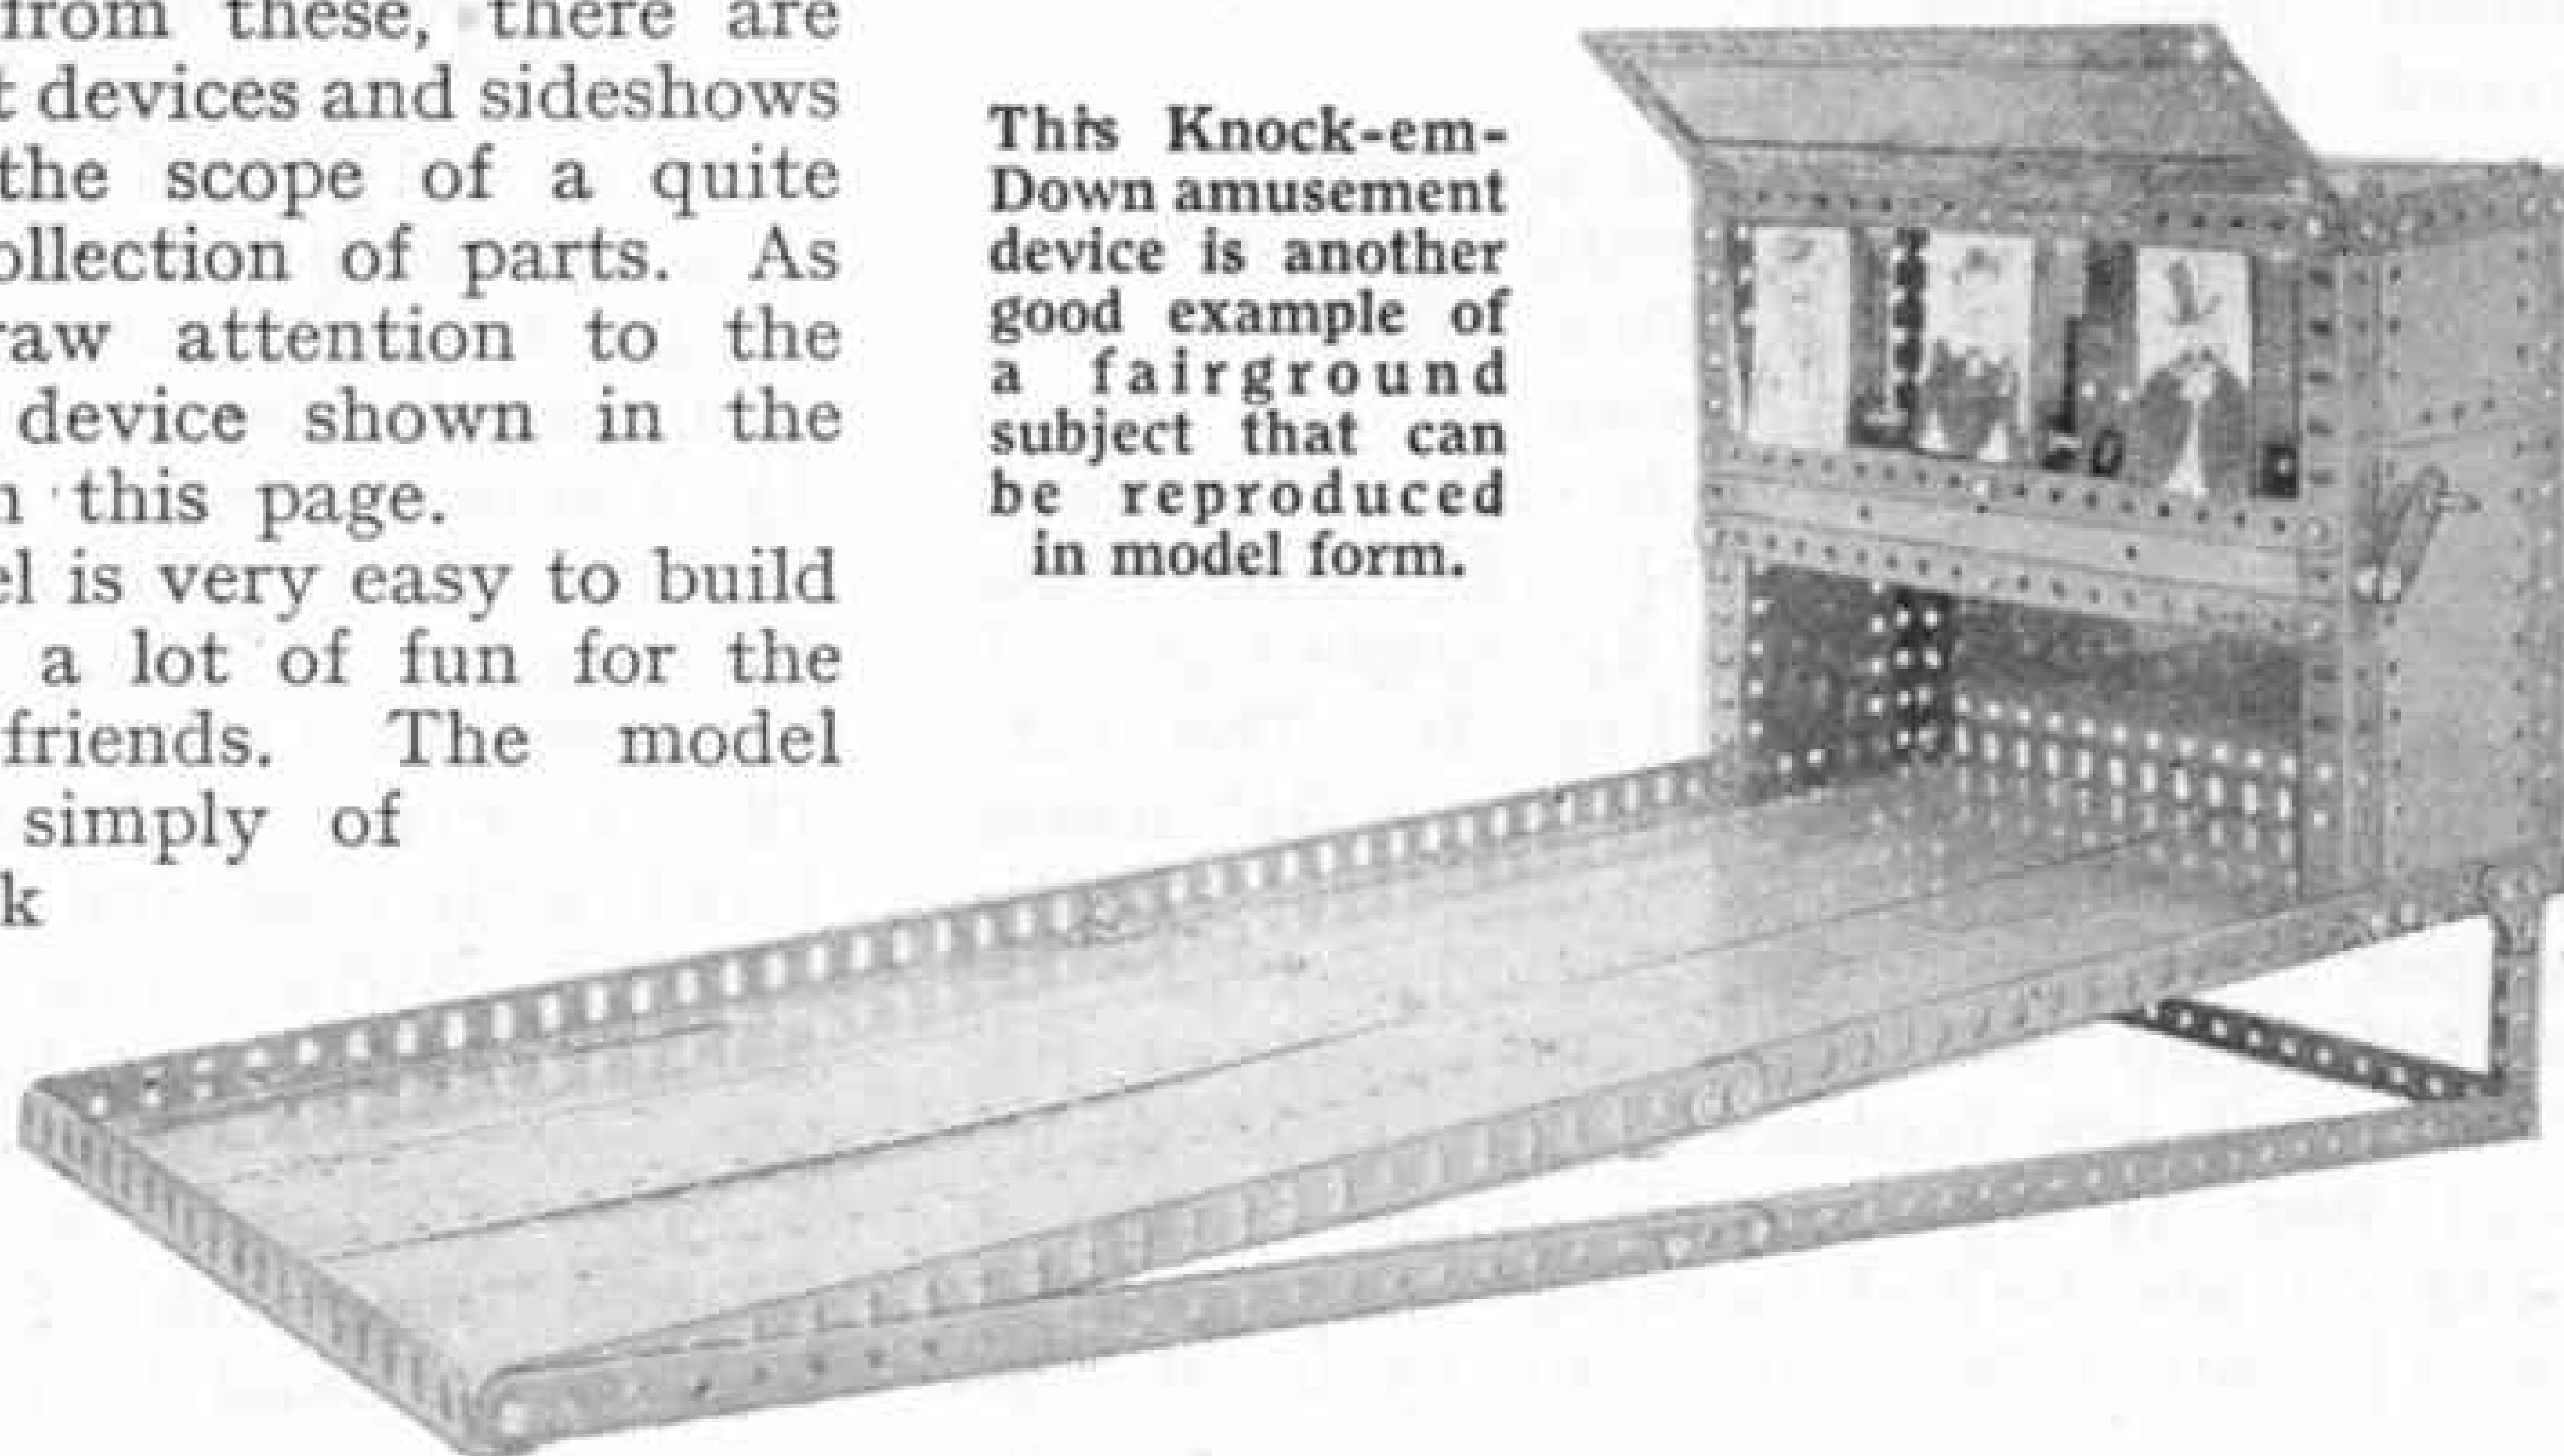 from these, there are
devices and sideshows
the scope of a quite
ollection of parts. As
raw attention to the
device shown in the
this page.
el is very easy to build
a lot of fun for the
friends. The model
simply of
k
This Knock-em-
Down amusement
device is another
good example of
a fairground
subject that can
be reproduced
in model form.